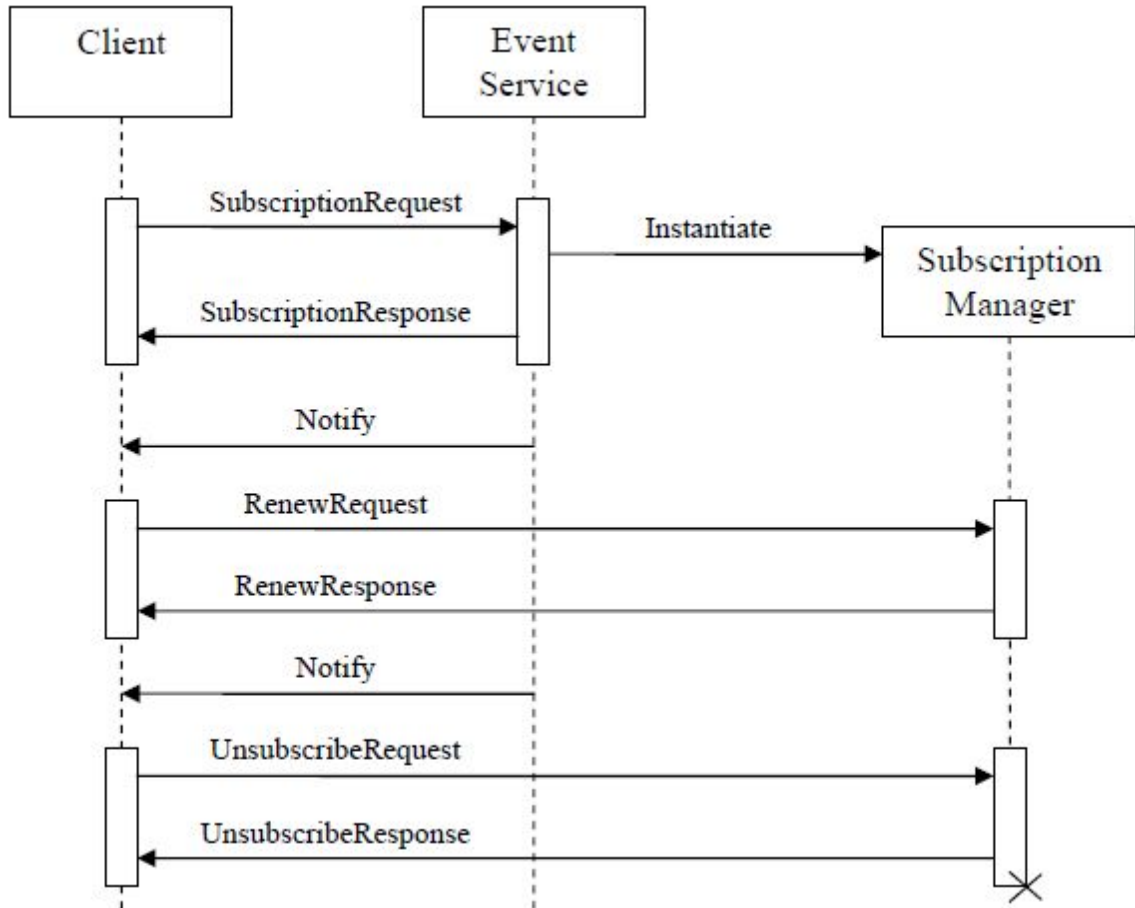 Client
Event
Service
SubscriptionRequest
Instantiate
Subscription
Manager
SubscriptionResponse
Notify
RenewRequest
RenewResponse
Notify
UnsubscribeRequest
UnsubscribeResponse